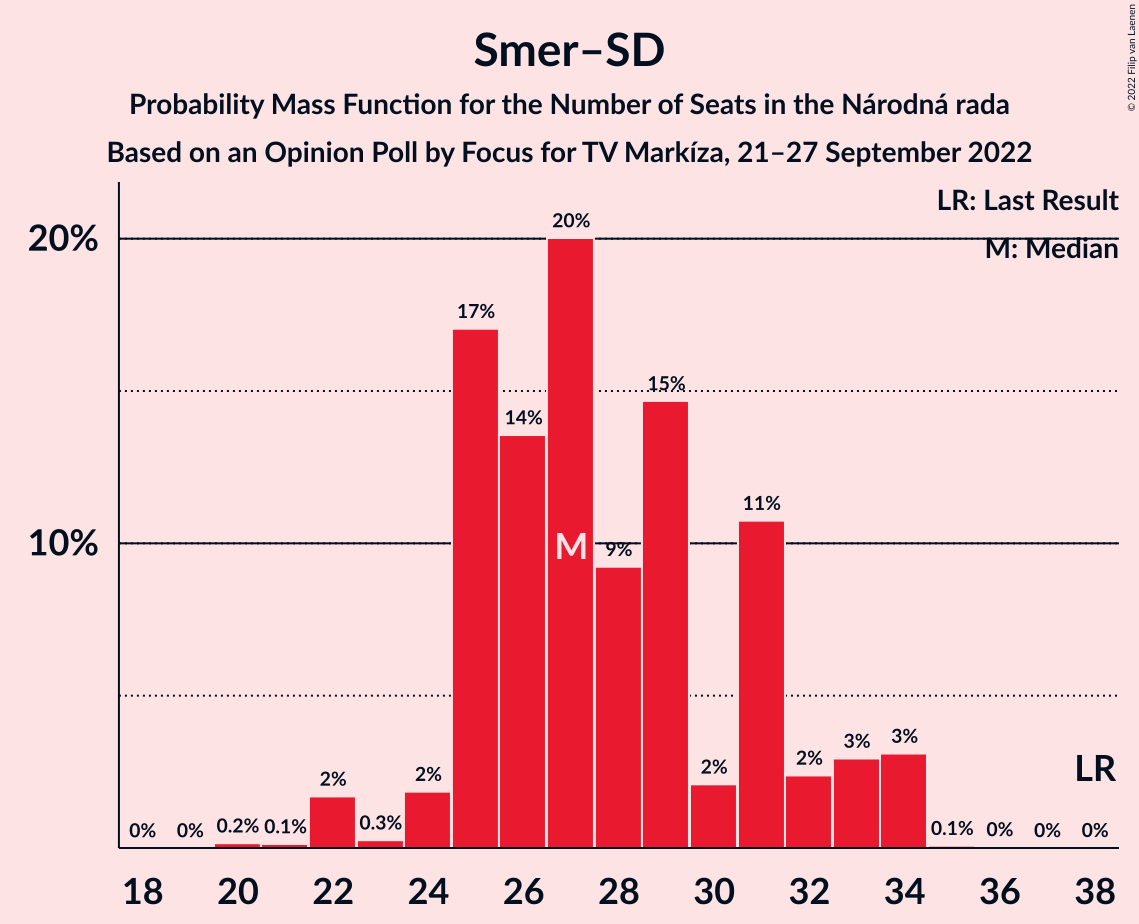 Smer–SD
Probability Mass Function for the Number of Seats in the Národná rada
Based on an Opinion Poll by Focus for TV Markíza, 21–27 September 2022
© 2022 Filip van Laenen
LR: Last Result
M: Median
20%
10%
0%
0%
0.2%
0.1%
2%
0.3%
2%
17%
14%
20%
9%
15%
2%
11%
2%
3%
3%
0.1%
0%
0%
0%
M
LR
18 20 22 24 26 28 30 32 34 36 38